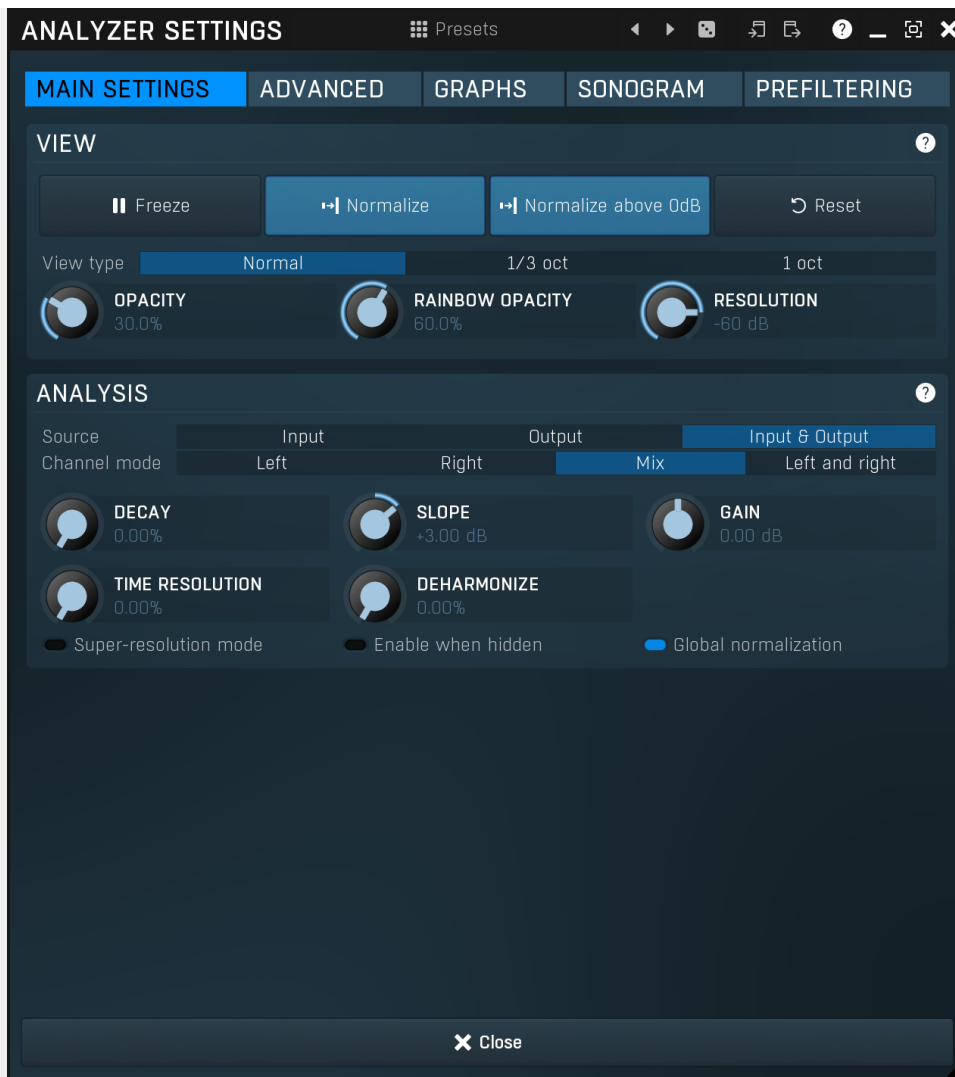 ANALYZER SETTINGS Presets ?
MAIN SETTINGS ADVANCED GRAPHS SONOGRAM PREFILTERING
VIEW ?
Freeze Normalize Normalize above 0dB Reset
View type Normal 1/3 oct 1 oct
OPACITY RAINBOW OPACITY RESOLUTION
30.0% 60.0% -60 dB
ANALYSIS ?
Source Input Output Input & Output
Channel mode Left Right Mix Left and right
DECAY SLOPE GAIN
0.00% +3.00 dB 0.00 dB
TIME RESOLUTION DEHARMONIZE
0.00% 0.00%
Super-resolution mode Enable when hidden Global normalization
Close